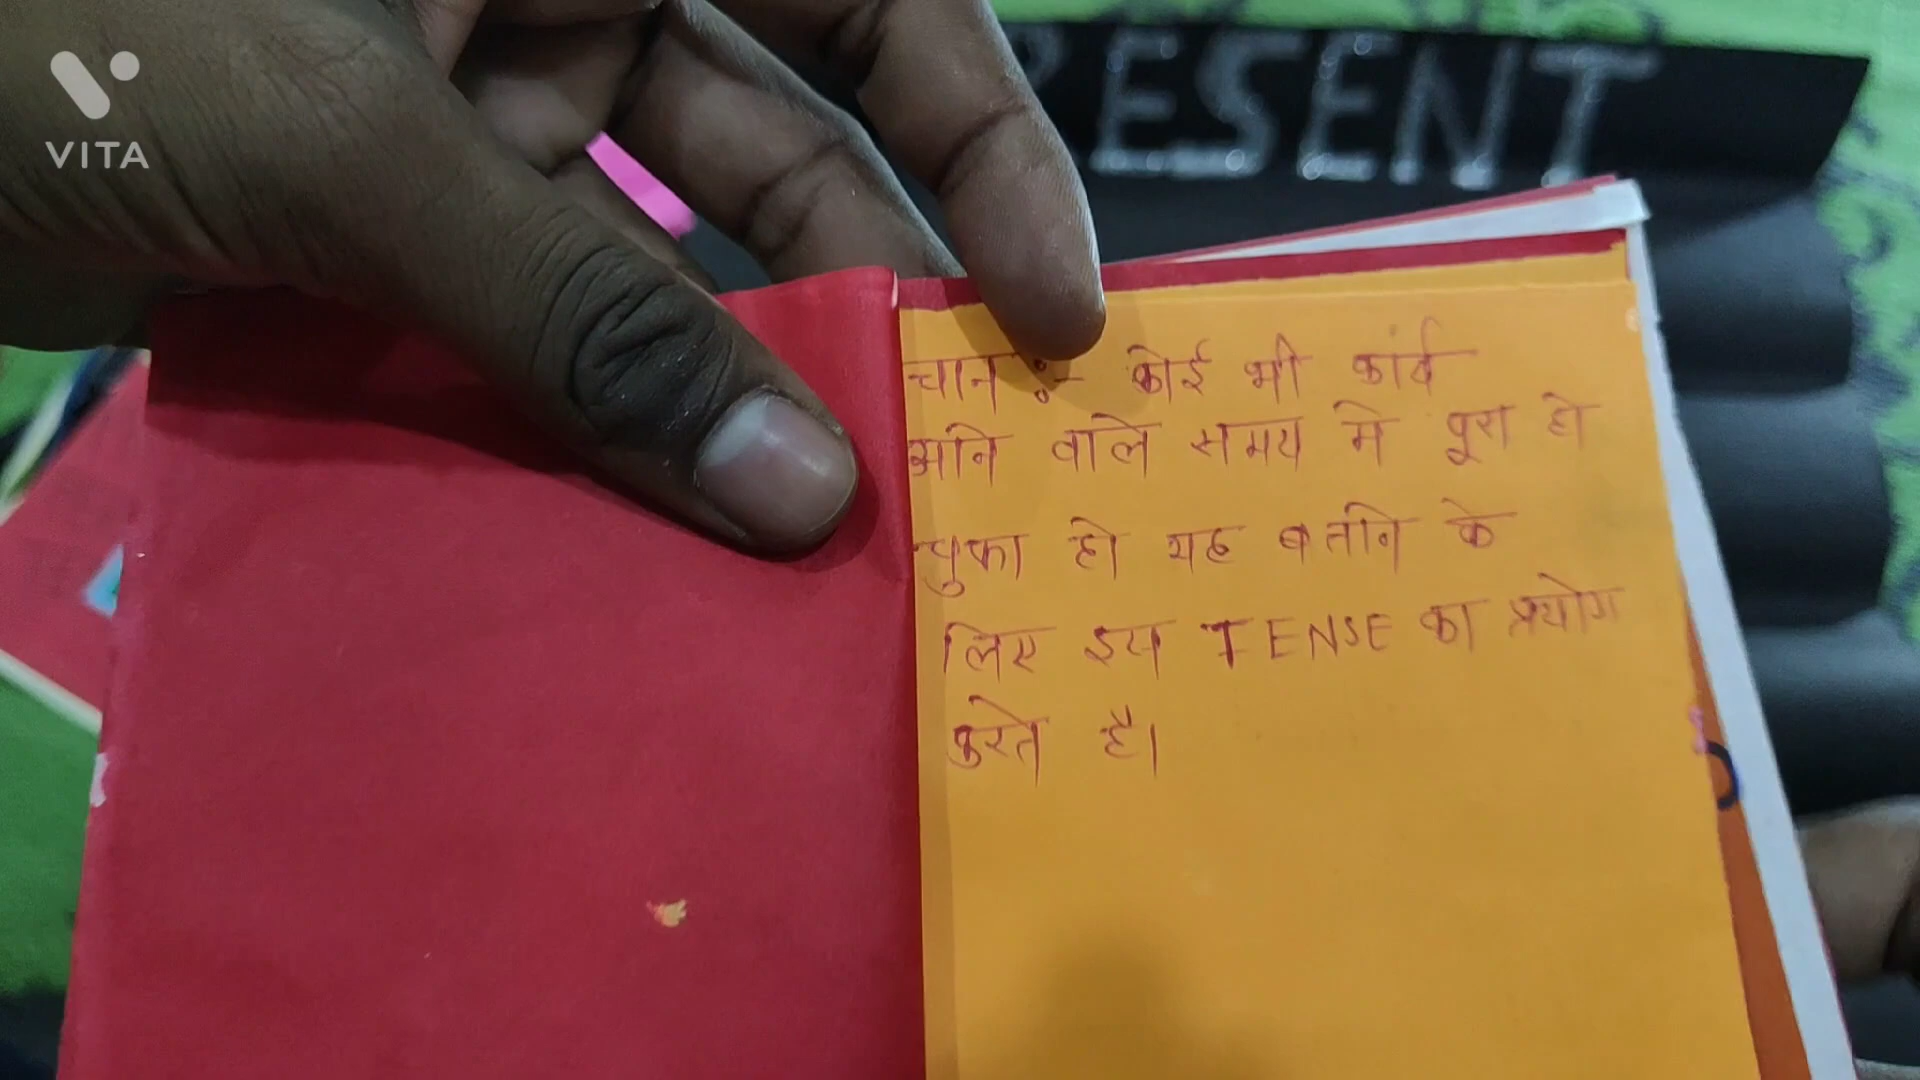 VITA
RESENT
चान :- कोई भी कार्य
आने वाले समय मे पूरा हो
चुका हो यह बताने के
लिए इस TENSE का प्रयोग
करते है।